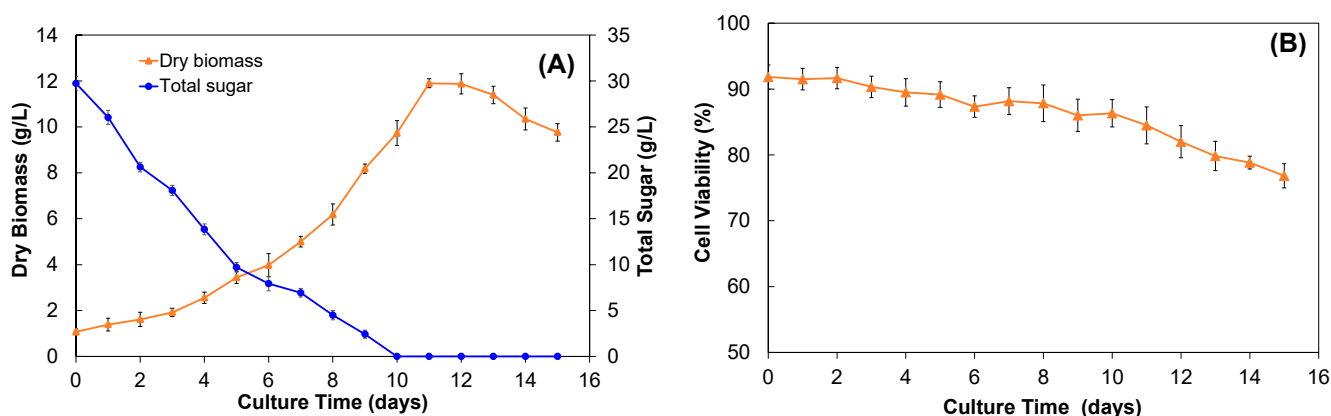 (A)
Dry biomass
Total sugar
Dry Biomass (g/L)
14
12
10
8
6
4
2
0
Total Sugar (g/L)
35
30
25
20
15
10
5
0
0 2 4 6 8 10 12 14 16
Culture Time (days)
(B)
Cell Viability (%)
100
90
80
70
60
50
0 2 4 6 8 10 12 14 16
Culture Time (days)